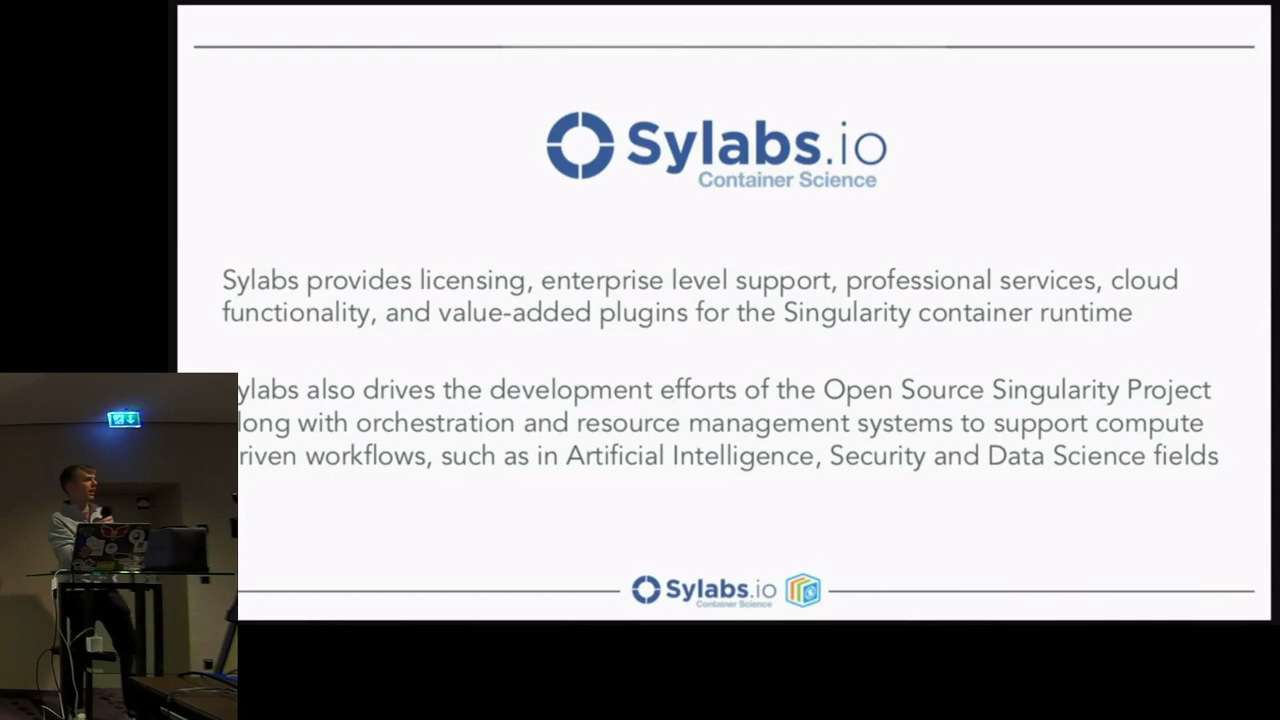 Sylabs.io
Container Science
Sylabs provides licensing, enterprise level support, professional services, cloud
functionality, and value-added plugins for the Singularity container runtime
ylabs also drives the development efforts of the Open Source Singularity Project
long with orchestration and resource management systems to support compute
riven workflows, such as in Artificial Intelligence, Security and Data Science fields
Sylabs.io
Container Science